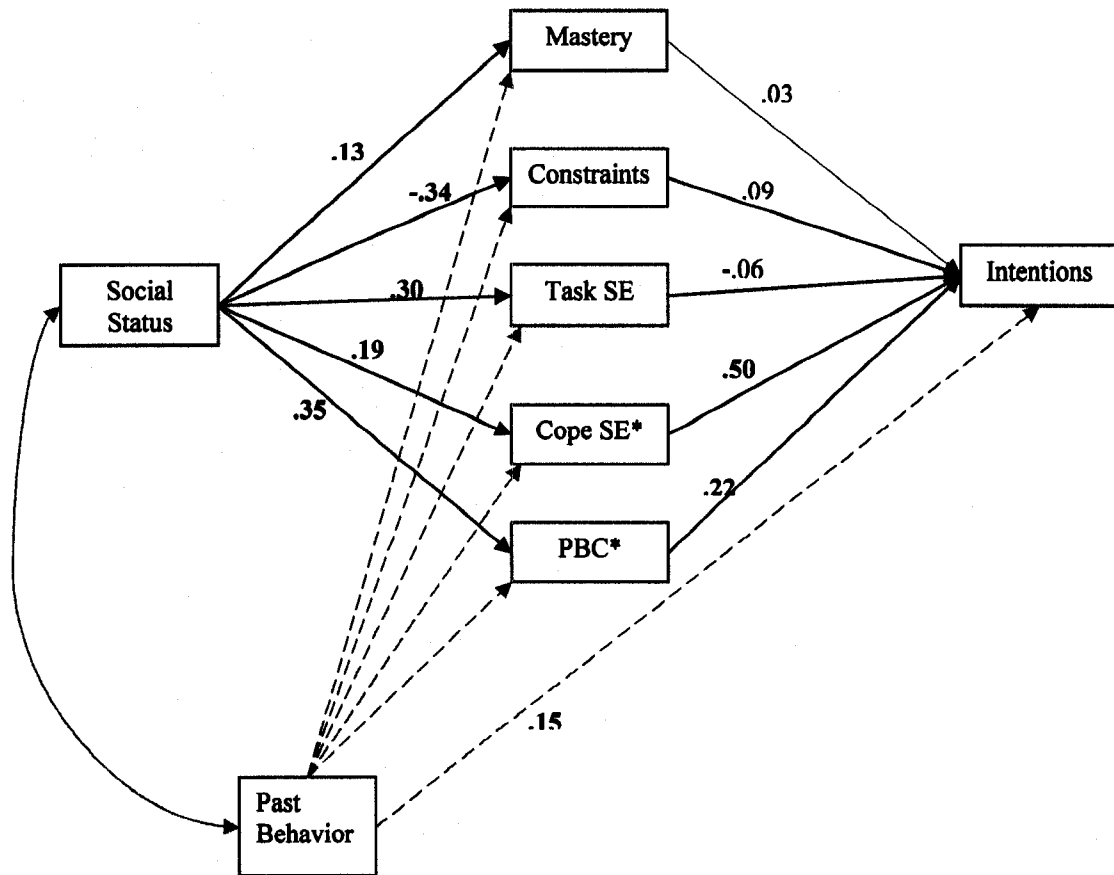 Mastery
.03
.13
Constraints
-.34
.09
Social
Status
.30
Task SE
-.06
Intentions
.19
Cope SE*
.50
.35
PBC*
.22
.15
Past
Behavior